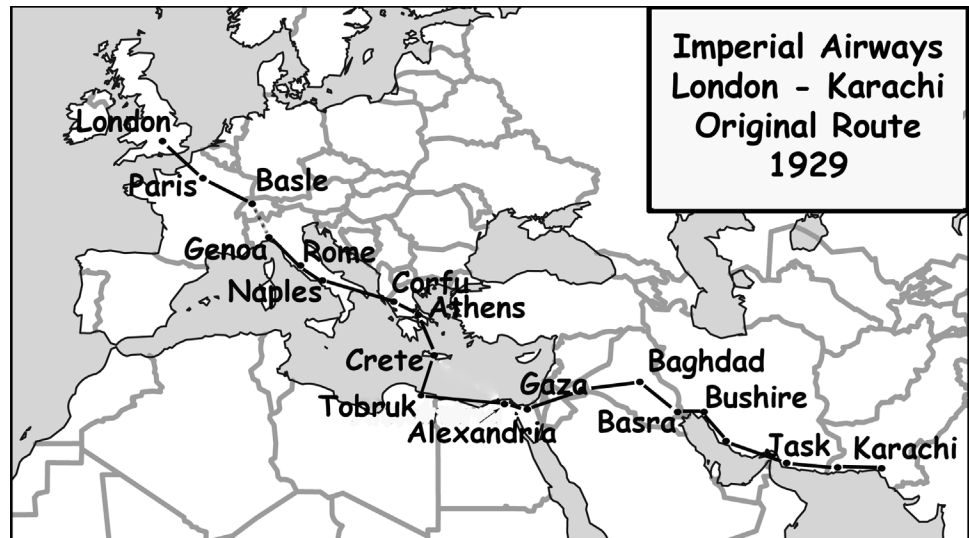 Imperial Airways
London - Karachi
Original Route
1929
London
Paris
Basle
Genoa
Rome
Naples
Corfu
Athens
Crete
Tobruk
Alexandria
Gaza
Baghdad
Basra
Bushire
Jask
Karachi